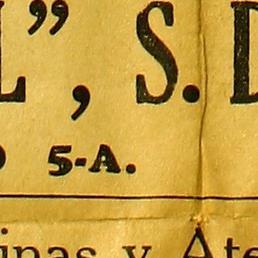 L”, S. D
5-A.
inas y Ate